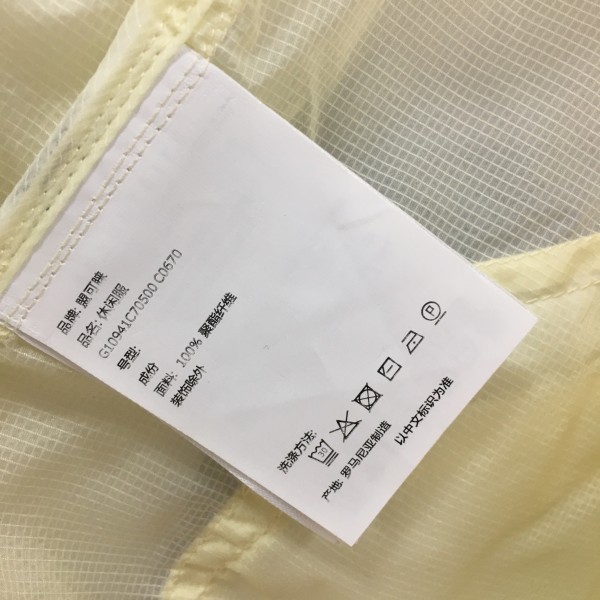 品牌: 盟可睐
品名: 休闲服
G10941C70500 C0670
号型:
成份
面料: 100% 聚酯纤维
装饰除外
洗涤方法:
30
P
产地: 罗马尼亚制造
以中文标识为准